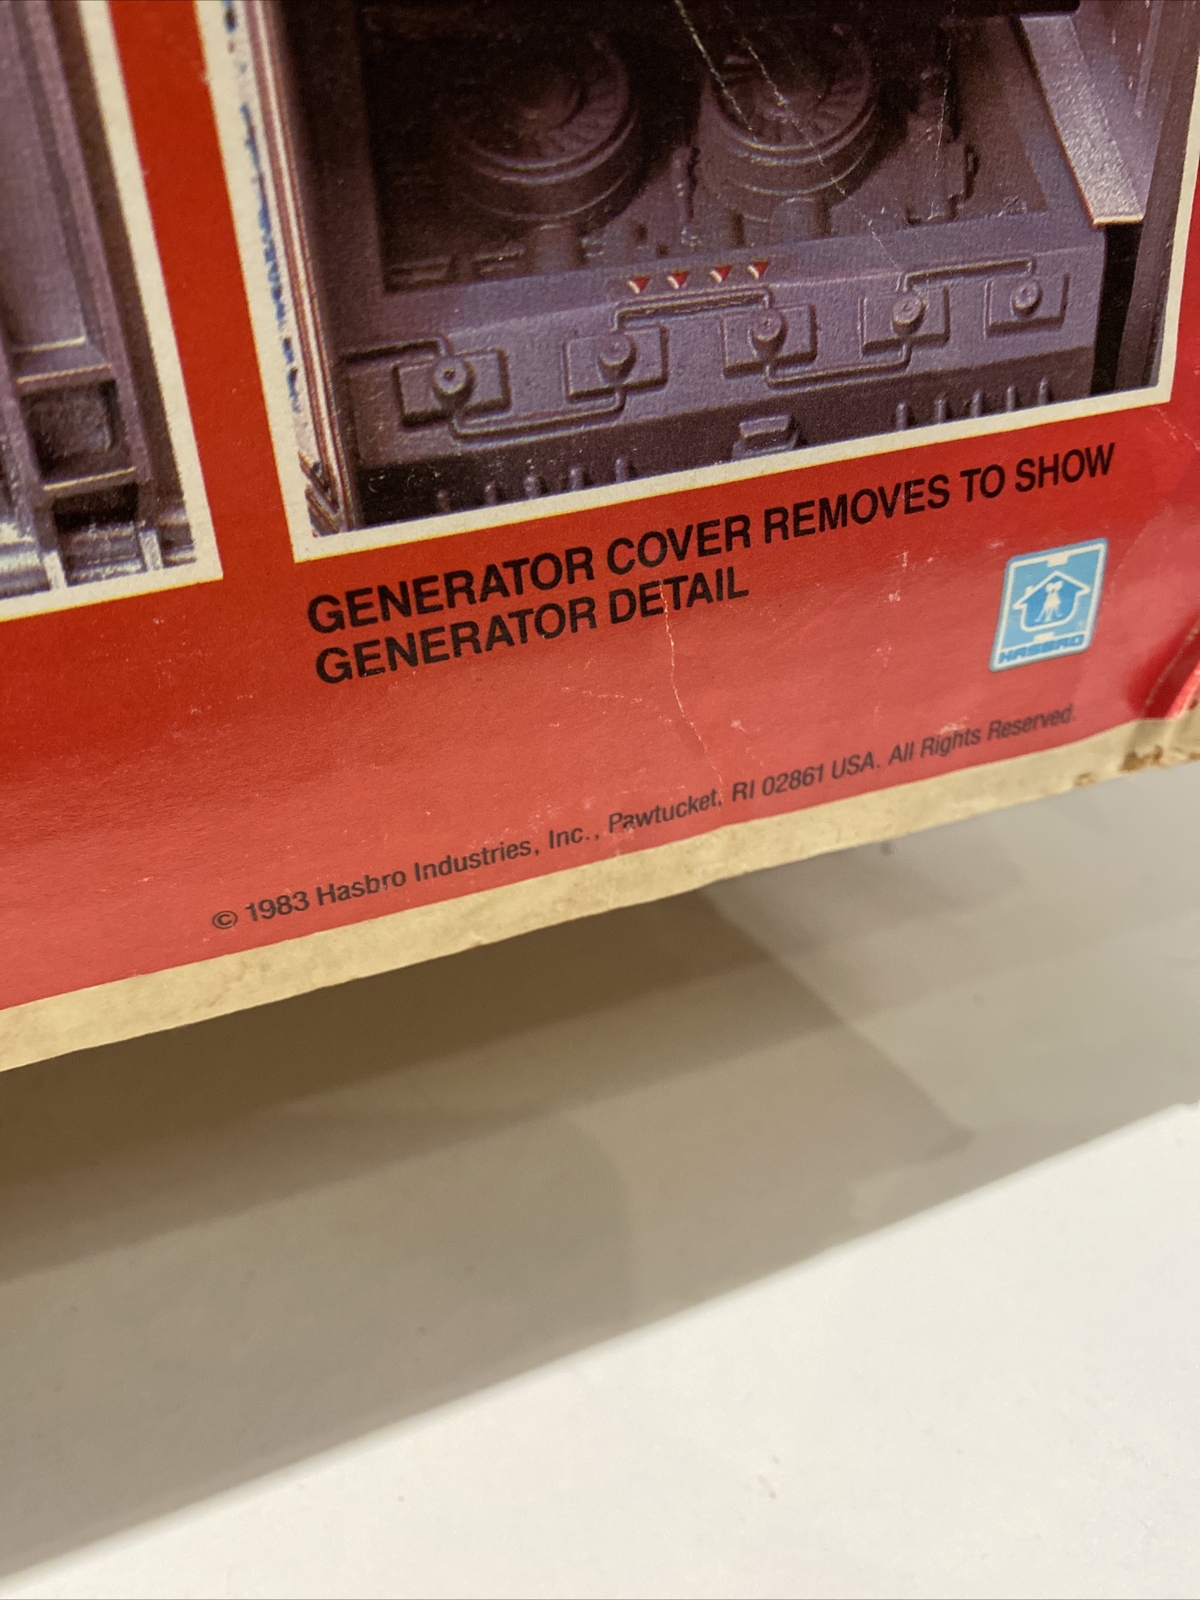 GENERATOR COVER REMOVES TO SHOW
GENERATOR DETAIL
HASBRO
© 1983 Hasbro Industries, Inc., Pawtucket, RI 02861 USA. All Rights Reserved.